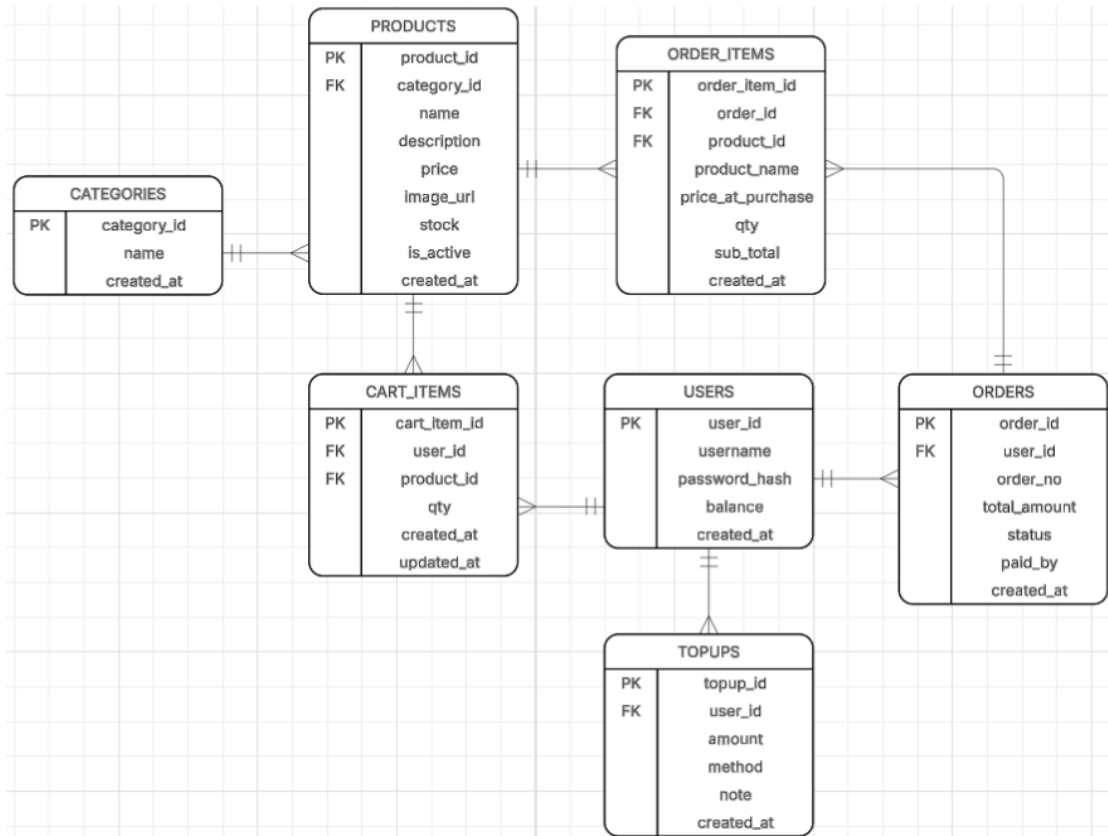 PRODUCTS
PK product_id
FK category_id
name
description
price
image_url
stock
is_active
created_at
ORDER_ITEMS
PK order_item_id
FK order_id
FK product_id
product_name
price_at_purchase
qty
sub_total
created_at
CATEGORIES
PK category_id
name
created_at
CART_ITEMS
PK cart_item_id
FK user_id
FK product_id
qty
created_at
updated_at
USERS
PK user_id
username
password_hash
balance
created_at
ORDERS
PK order_id
FK user_id
order_no
total_amount
status
paid_by
created_at
TOPUPS
PK topup_id
FK user_id
amount
method
note
created_at